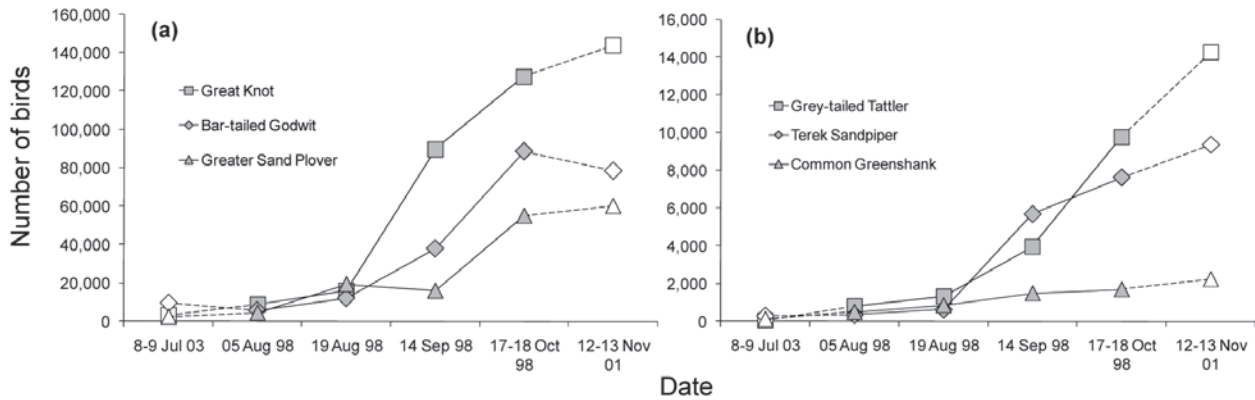 Number of birds
(a)
160,000
140,000
120,000
100,000
80,000
60,000
40,000
20,000
0
Great Knot
Bar-tailed Godwit
Greater Sand Plover
8-9 Jul 03
05 Aug 98
19 Aug 98
14 Sep 98
17-18 Oct
98
12-13 Nov
01
(b)
16,000
14,000
12,000
10,000
8,000
6,000
4,000
2,000
0
Grey-tailed Tattler
Terek Sandpiper
Common Greenshank
8-9 Jul 03
05 Aug 98
19 Aug 98
14 Sep 98
17-18 Oct
98
12-13 Nov
01
Date